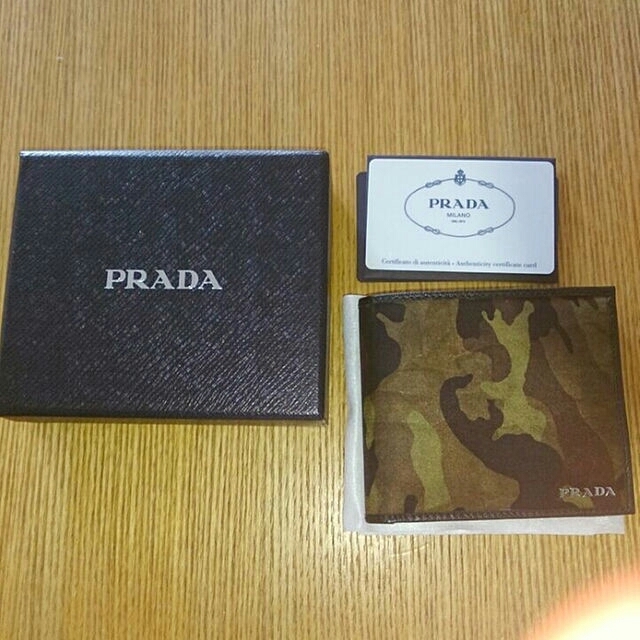 PRADA
PRADA
MILANO
Certificato di autenticità - Authenticity certificate card
PRADA